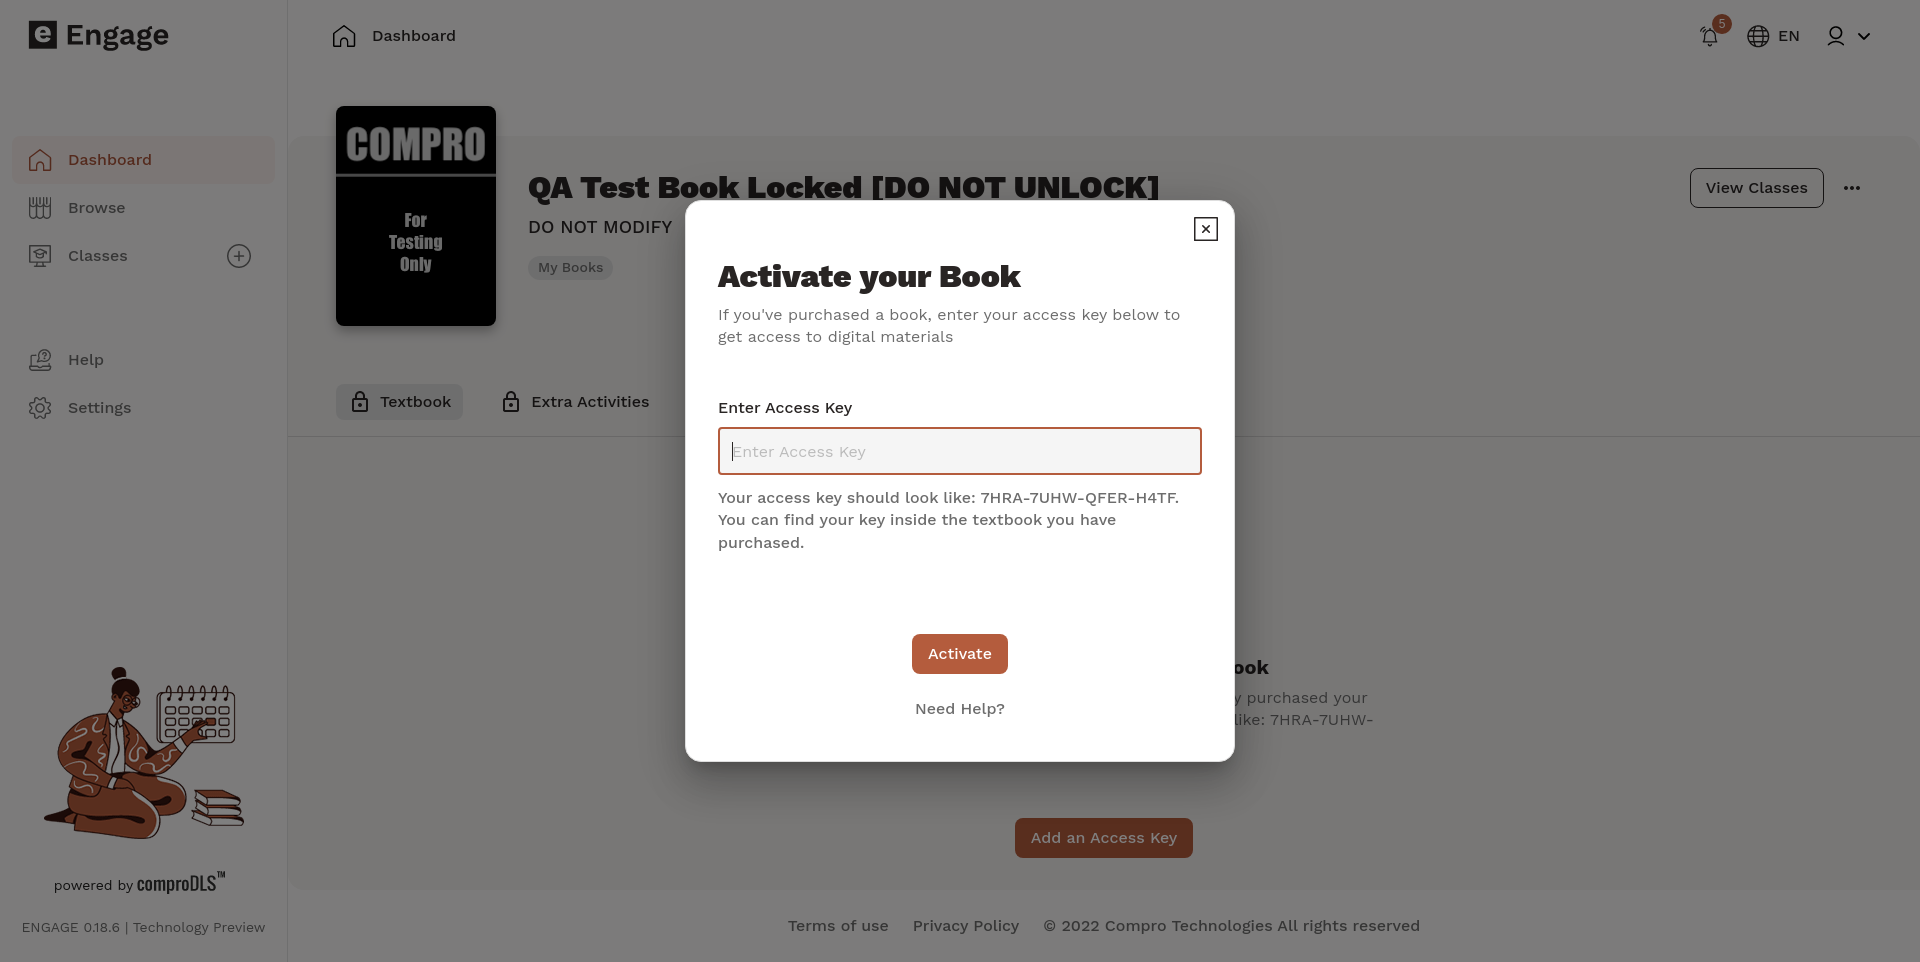 Engage
Dashboard
5
EN
Dashboard
Browse
Classes
Help
Settings
COMPRO
For
Testing
Only
QA Test Book Locked [DO NOT UNLOCK]
DO NOT MODIFY
My Books
View Classes
Textbook
Extra Activities
Activate your Book
If you've purchased a book, enter your access key below to
get access to digital materials
Enter Access Key
Enter Access Key
Your access key should look like: 7HRA-7UHW-QFER-H4TF.
You can find your key inside the textbook you have
purchased.
Activate
Need Help?
purchased your
like: 7HRA-7UHW-
Add an Access Key
powered by comproDLS™
ENGAGE 0.18.6 | Technology Preview
Terms of use Privacy Policy © 2022 Compro Technologies All rights reserved